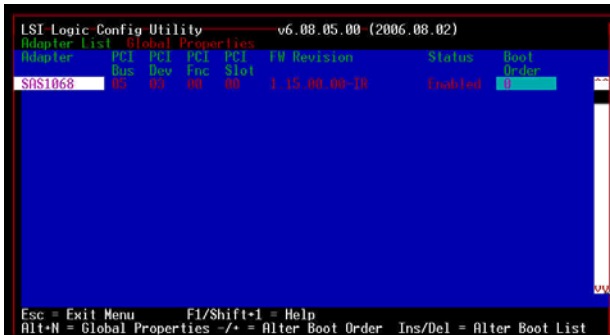 LSI Logic Config Utility v6.08.05.00 (2006.08.02)
Adapter List Global Properties
Adapter PCI PCI PCI PCI FW Revision Status Boot
Bus Dev Fnc Slot Order
SAS1068 05 03 00 00 1.15.00.00-IR Enabled 0
Esc = Exit Menu F1/Shift+1 = Help
Alt+N = Global Properties -/+ = Alter Boot Order Ins/Del = Alter Boot List